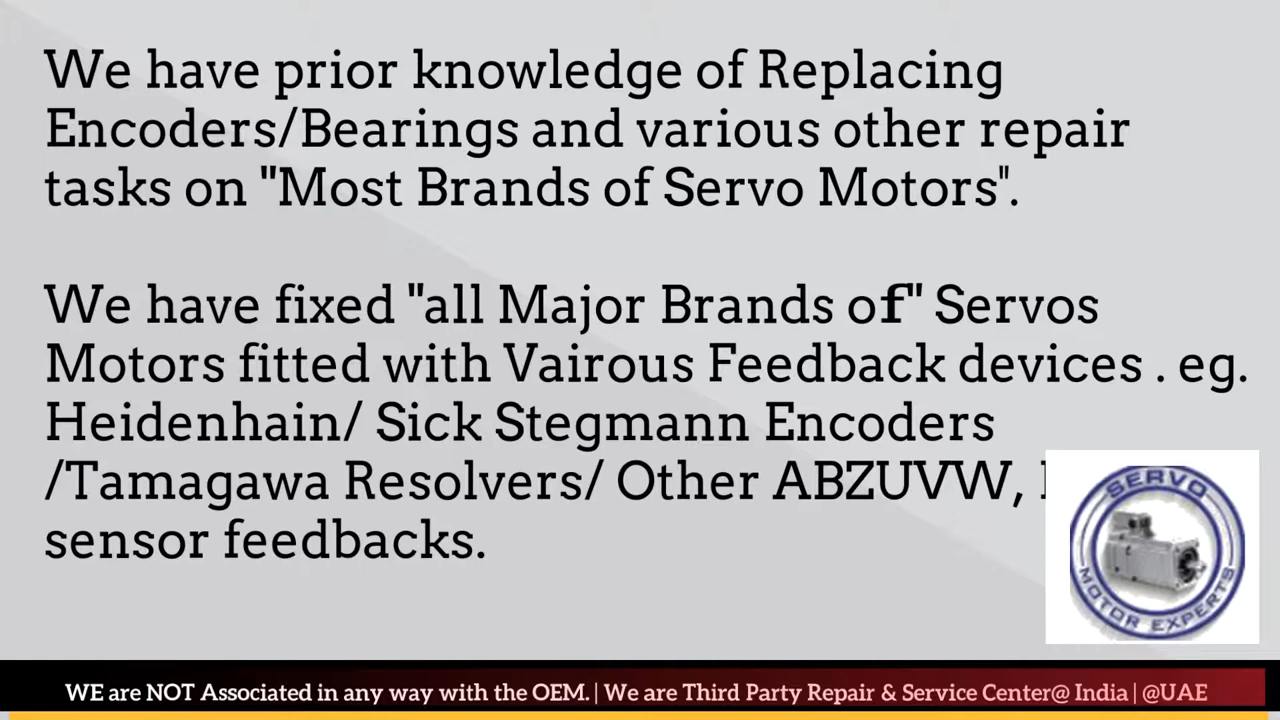 We have prior knowledge of Replacing
Encoders/Bearings and various other repair
tasks on "Most Brands of Servo Motors".
We have fixed "all Major Brands of" Servos
Motors fitted with Vairous Feedback devices . eg.
Heidenhain/ Sick Stegmann Encoders
/Tamagawa Resolvers/ Other ABZUVW,
sensor feedbacks.
SERVO
MOTOR EXPERTS
WE are NOT Associated in any way with the OEM. | We are Third Party Repair & Service Center@ India | @UAE